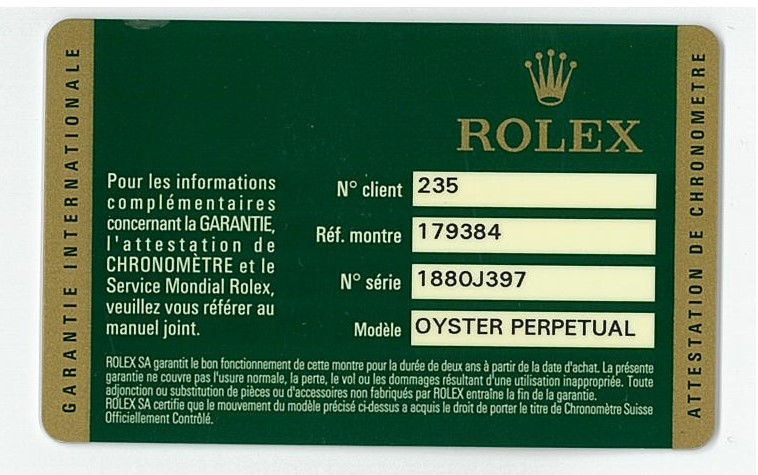 GARANTIE INTERNATIONALE
ROLEX
Pour les informations
complémentaires
concernant la GARANTIE,
l'attestation de
CHRONOMÈTRE et le
Service Mondial Rolex,
veuillez vous référer au
manuel joint.
N° client 235
Réf. montre 179384
N° série 1880J397
Modèle OYSTER PERPETUAL
ROLEX SA garantit le bon fonctionnement de cette montre pour la durée de deux ans à partir de la date d'achat. La présente
garantie ne couvre pas l'usure normale, la perte, le vol ou les dommages résultant d'une utilisation inappropriée. Toute
adjonction ou substitution de pièces ou d'accessoires non fabriqués par ROLEX entraîne la fin de la garantie.
ROLEX SA certifie que le mouvement du modèle précisé ci-dessus a acquis le droit de porter le titre de Chronomètre Suisse
Officiellement Contrôlé.
ATTESTATION DE CHRONOMETRE